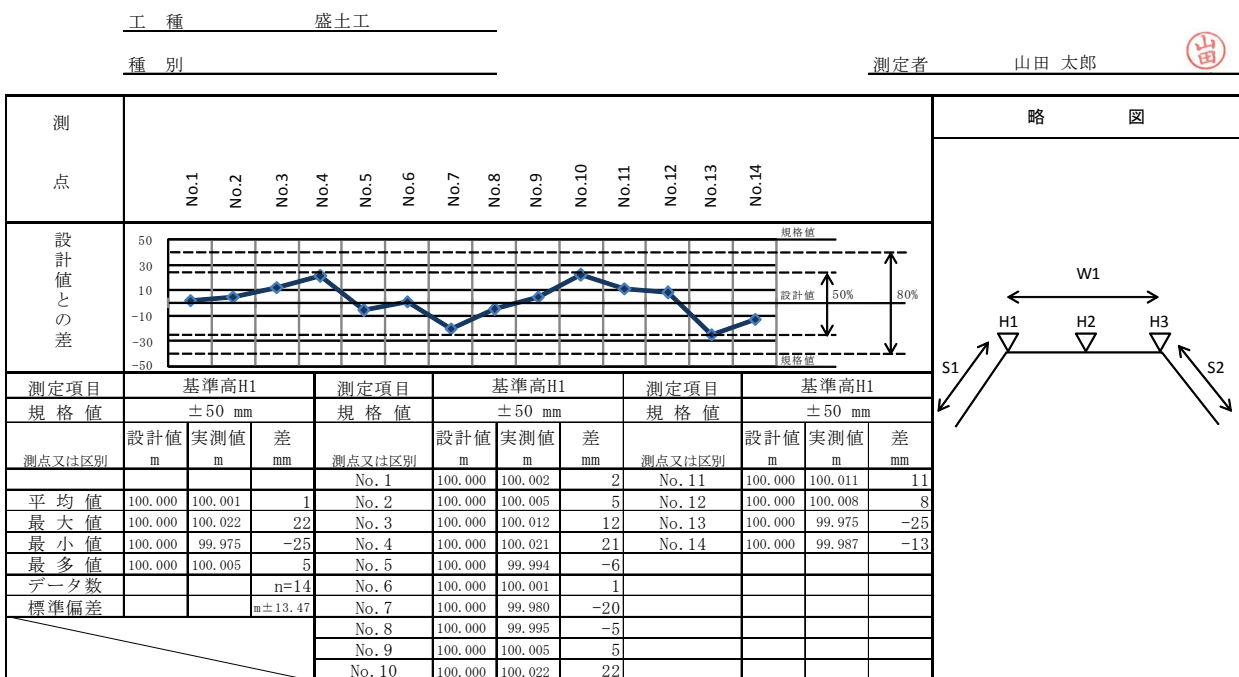 工 種 盛土工
種 別
測定者 山田 太郎 山田
測点
No.1 No.2 No.3 No.4 No.5 No.6 No.7 No.8 No.9 No.10 No.11 No.12 No.13 No.14
略 図
設計値との差
50
30
10
-10
-30
-50
規格値
設計値 50% 80%
規格値
W1
H1 H2 H3
S1 S2
測定項目 基準高H1 測定項目 基準高H1 測定項目 基準高H1
規 格 値 ±50 mm 規 格 値 ±50 mm 規 格 値 ±50 mm
設計値 実測値 差 設計値 実測値 差 設計値 実測値 差
測点又は区別 m m mm 測点又は区別 m m mm 測点又は区別 m m mm
No.1 100.000 100.002 2 No.11 100.000 100.011 11
平 均 値 100.000 100.001 1 No.2 100.000 100.005 5 No.12 100.000 100.008 8
最 大 値 100.000 100.022 22 No.3 100.000 100.012 12 No.13 100.000 99.975 -25
最 小 値 100.000 99.975 -25 No.4 100.000 100.021 21 No.14 100.000 99.987 -13
最 多 値 100.000 100.005 5 No.5 100.000 99.994 -6
データ数 n=14 No.6 100.000 100.001 1
標準偏差 m±13.47 No.7 100.000 99.980 -20
No.8 100.000 99.995 -5
No.9 100.000 100.005 5
No.10 100.000 100.022 22